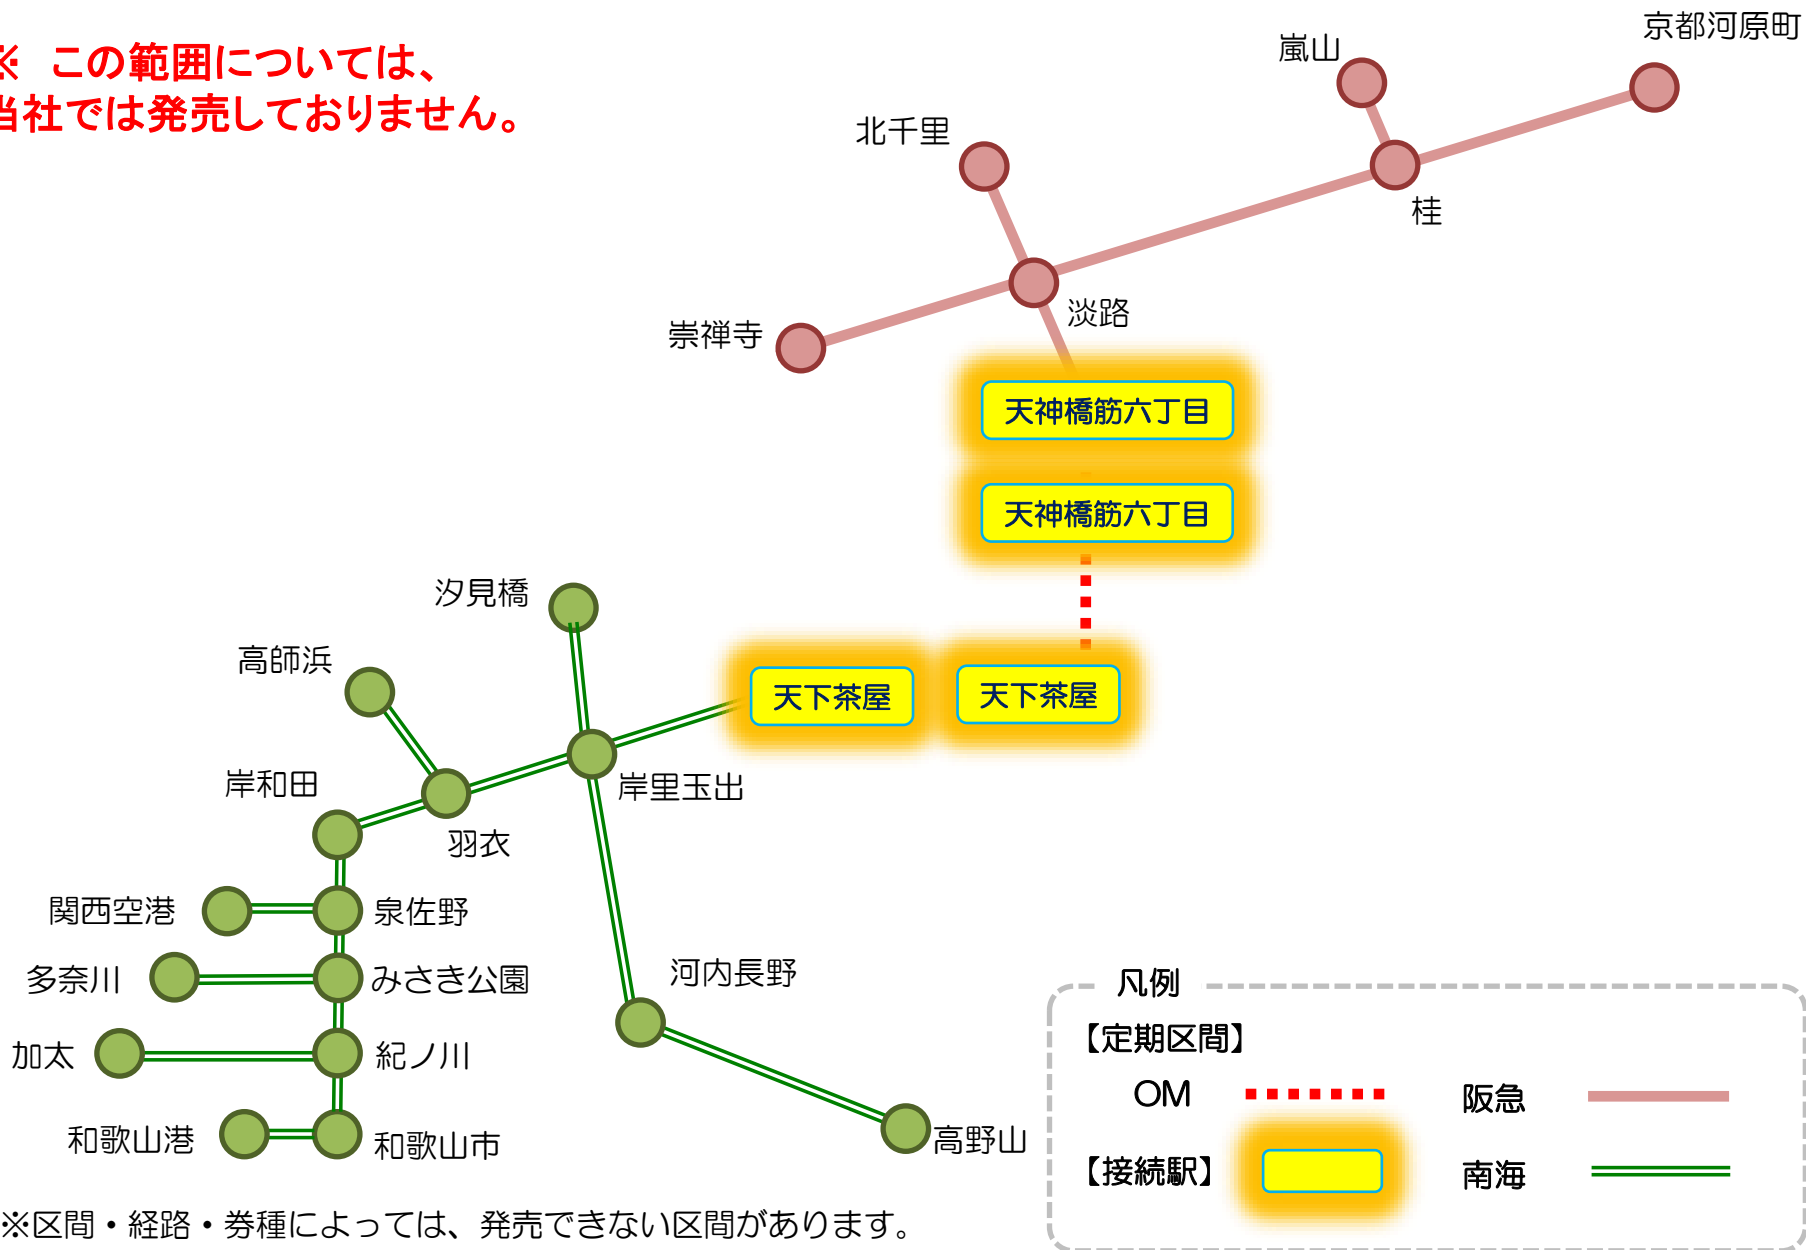 ※ この範囲については、
当社では発売しておりません。
京都河原町
嵐山
北千里
桂
淡路
崇禅寺
天神橋筋六丁目
天神橋筋六丁目
汐見橋
高師浜
天下茶屋
天下茶屋
岸和田
岸里玉出
羽衣
関西空港
泉佐野
多奈川
みさき公園
河内長野
加太
紀ノ川
和歌山港
和歌山市
高野山
凡例
【定期区間】
OM
阪急
【接続駅】
南海
※区間・経路・券種によっては、発売できない区間があります。